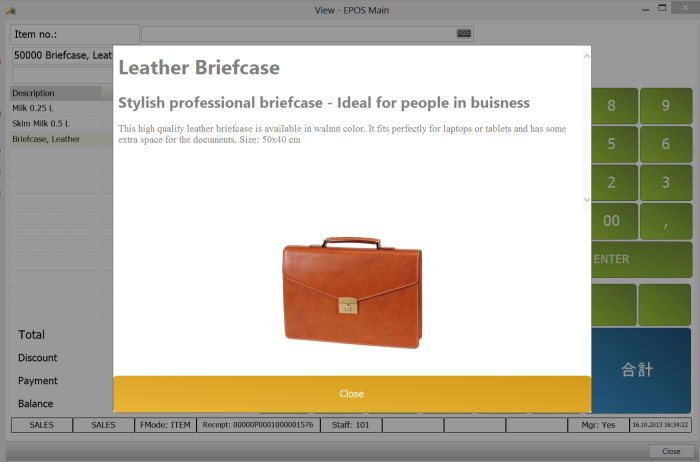 View - EPOS Main
Item no.:
50000 Briefcase, Leat
Leather Briefcase
Stylish professional briefcase - Ideal for people in buisness
This high quality leather briefcase is available in walnut color. It fits perfectly for laptops or tablets and has some
extra space for the documents. Size: 50x40 cm
Description
Milk 0.25 L
Skim Milk 0.5 L
Briefcase, Leather
8 9
5 6
2 3
00 ,
ENTER
Total
Discount
Payment
Balance
合計
Close
SALES SALES FMode: ITEM Receipt: 00000P0001000001576 Staff: 101 Mgr: Yes 16.10.2013 16:34:22
Close